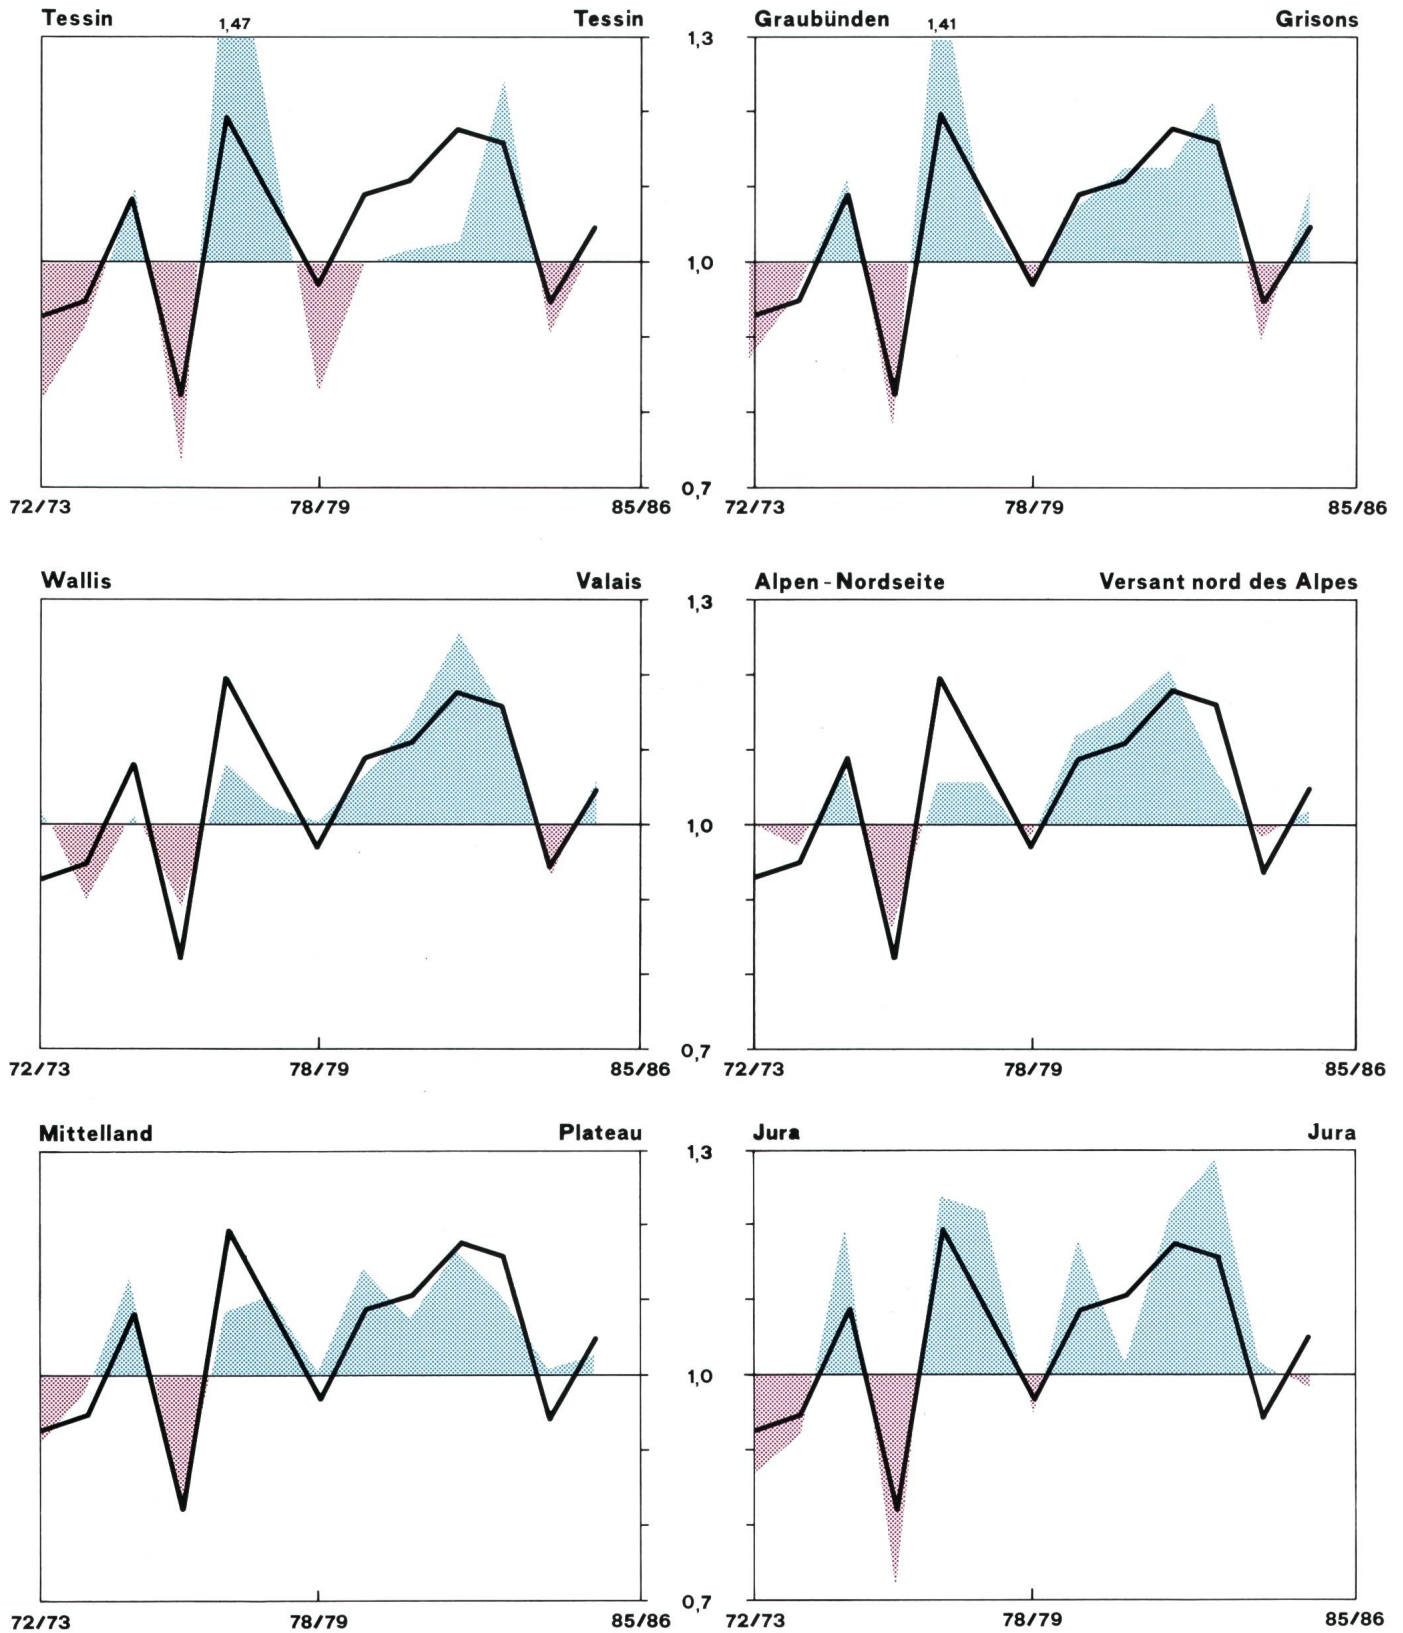 Tessin Tessin
1,47
Graubünden Grisons
1,41
1,3
1,0
0,7
72/73 78/79 85/86
72/73 78/79 85/86
Wallis Valais
Alpen-Nordseite Versant nord des Alpes
1,3
1,0
0,7
72/73 78/79 85/86
72/73 78/79 85/86
Mittelland Plateau
Jura Jura
1,3
1,0
0,7
72/73 78/79 85/86
72/73 78/79 85/86